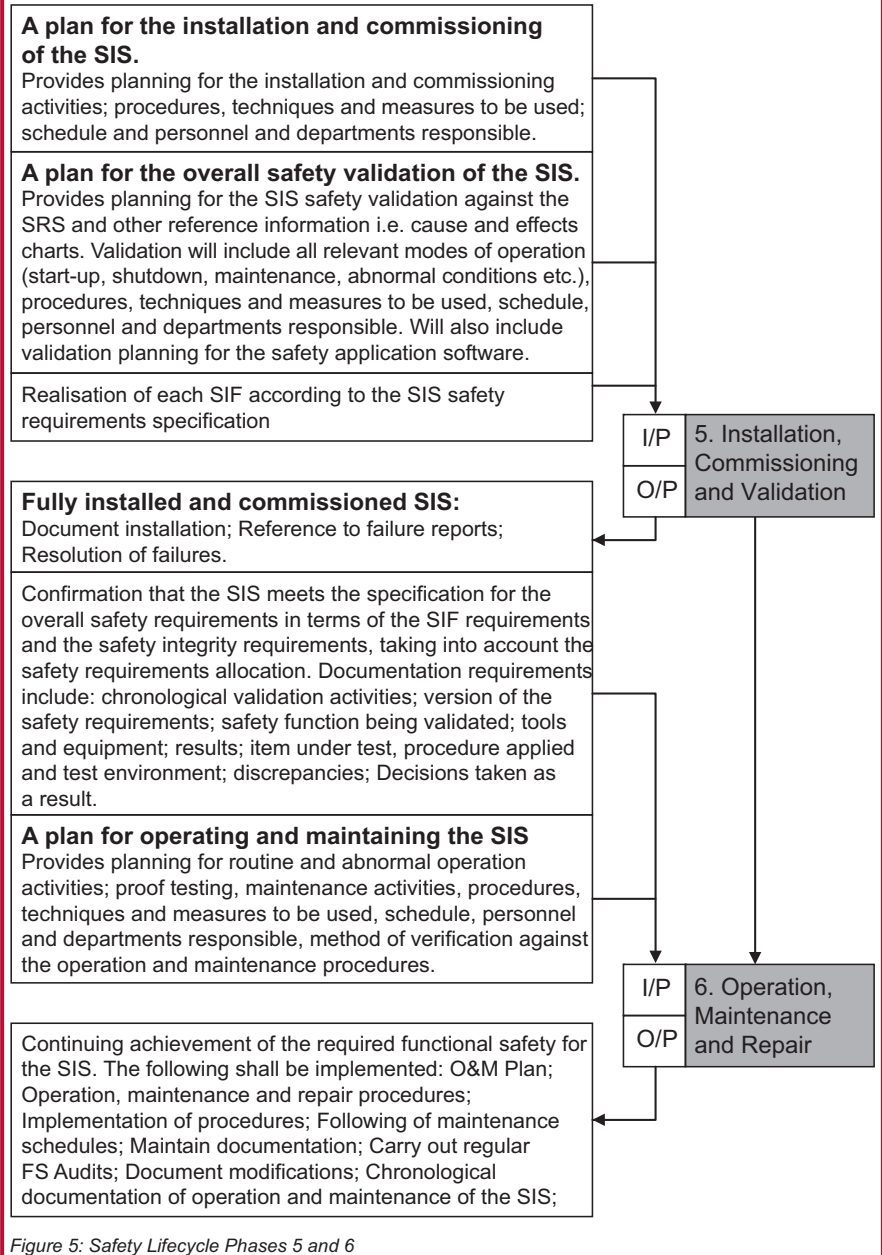 A plan for the installation and commissioning
of the SIS.
Provides planning for the installation and commissioning
activities; procedures, techniques and measures to be used;
schedule and personnel and departments responsible.
A plan for the overall safety validation of the SIS.
Provides planning for the SIS safety validation against the
SRS and other reference information i.e. cause and effects
charts. Validation will include all relevant modes of operation
(start-up, shutdown, maintenance, abnormal conditions etc.),
procedures, techniques and measures to be used, schedule,
personnel and departments responsible. Will also include
validation planning for the safety application software.
Realisation of each SIF according to the SIS safety
requirements specification
I/P
O/P
5. Installation,
Commissioning
and Validation
Fully installed and commissioned SIS:
Document installation; Reference to failure reports;
Resolution of failures.
Confirmation that the SIS meets the specification for the
overall safety requirements in terms of the SIF requirements
and the safety integrity requirements, taking into account the
safety requirements allocation. Documentation requirements
include: chronological validation activities; version of the
safety requirements; safety function being validated; tools
and equipment; results; item under test, procedure applied
and test environment; discrepancies; Decisions taken as
a result.
A plan for operating and maintaining the SIS
Provides planning for routine and abnormal operation
activities; proof testing, maintenance activities, procedures,
techniques and measures to be used, schedule, personnel
and departments responsible, method of verification against
the operation and maintenance procedures.
I/P
O/P
6. Operation,
Maintenance
and Repair
Continuing achievement of the required functional safety for
the SIS. The following shall be implemented: O&M Plan;
Operation, maintenance and repair procedures;
Implementation of procedures; Following of maintenance
schedules; Maintain documentation; Carry out regular
FS Audits; Document modifications; Chronological
documentation of operation and maintenance of the SIS;
Figure 5: Safety Lifecycle Phases 5 and 6